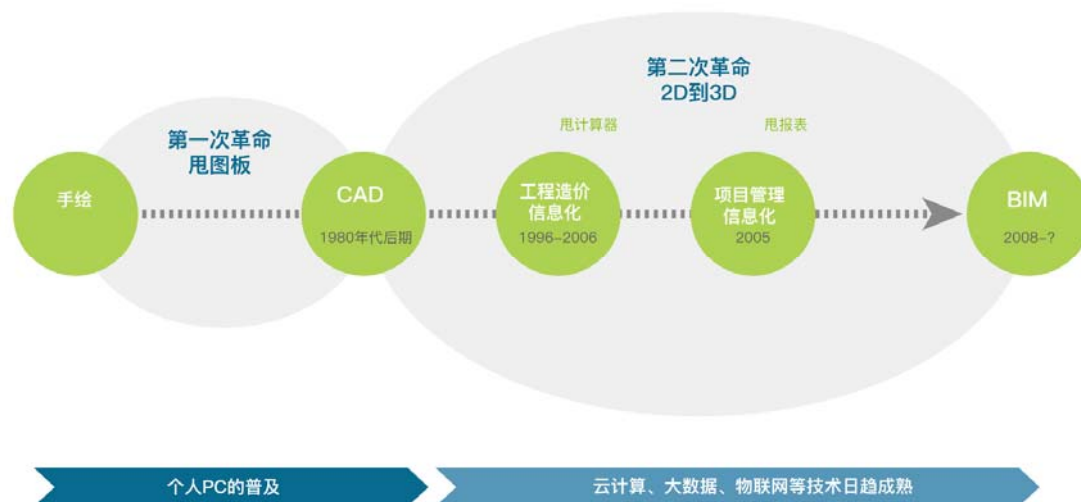 第二次革命
2D到3D
甩计算器
甩报表
第一次革命
甩图板
手绘
CAD
1980年代后期
工程造价
信息化
1996-2006
项目管理
信息化
2005
BIM
2008-?
个人PC的普及
云计算、大数据、物联网等技术日趋成熟